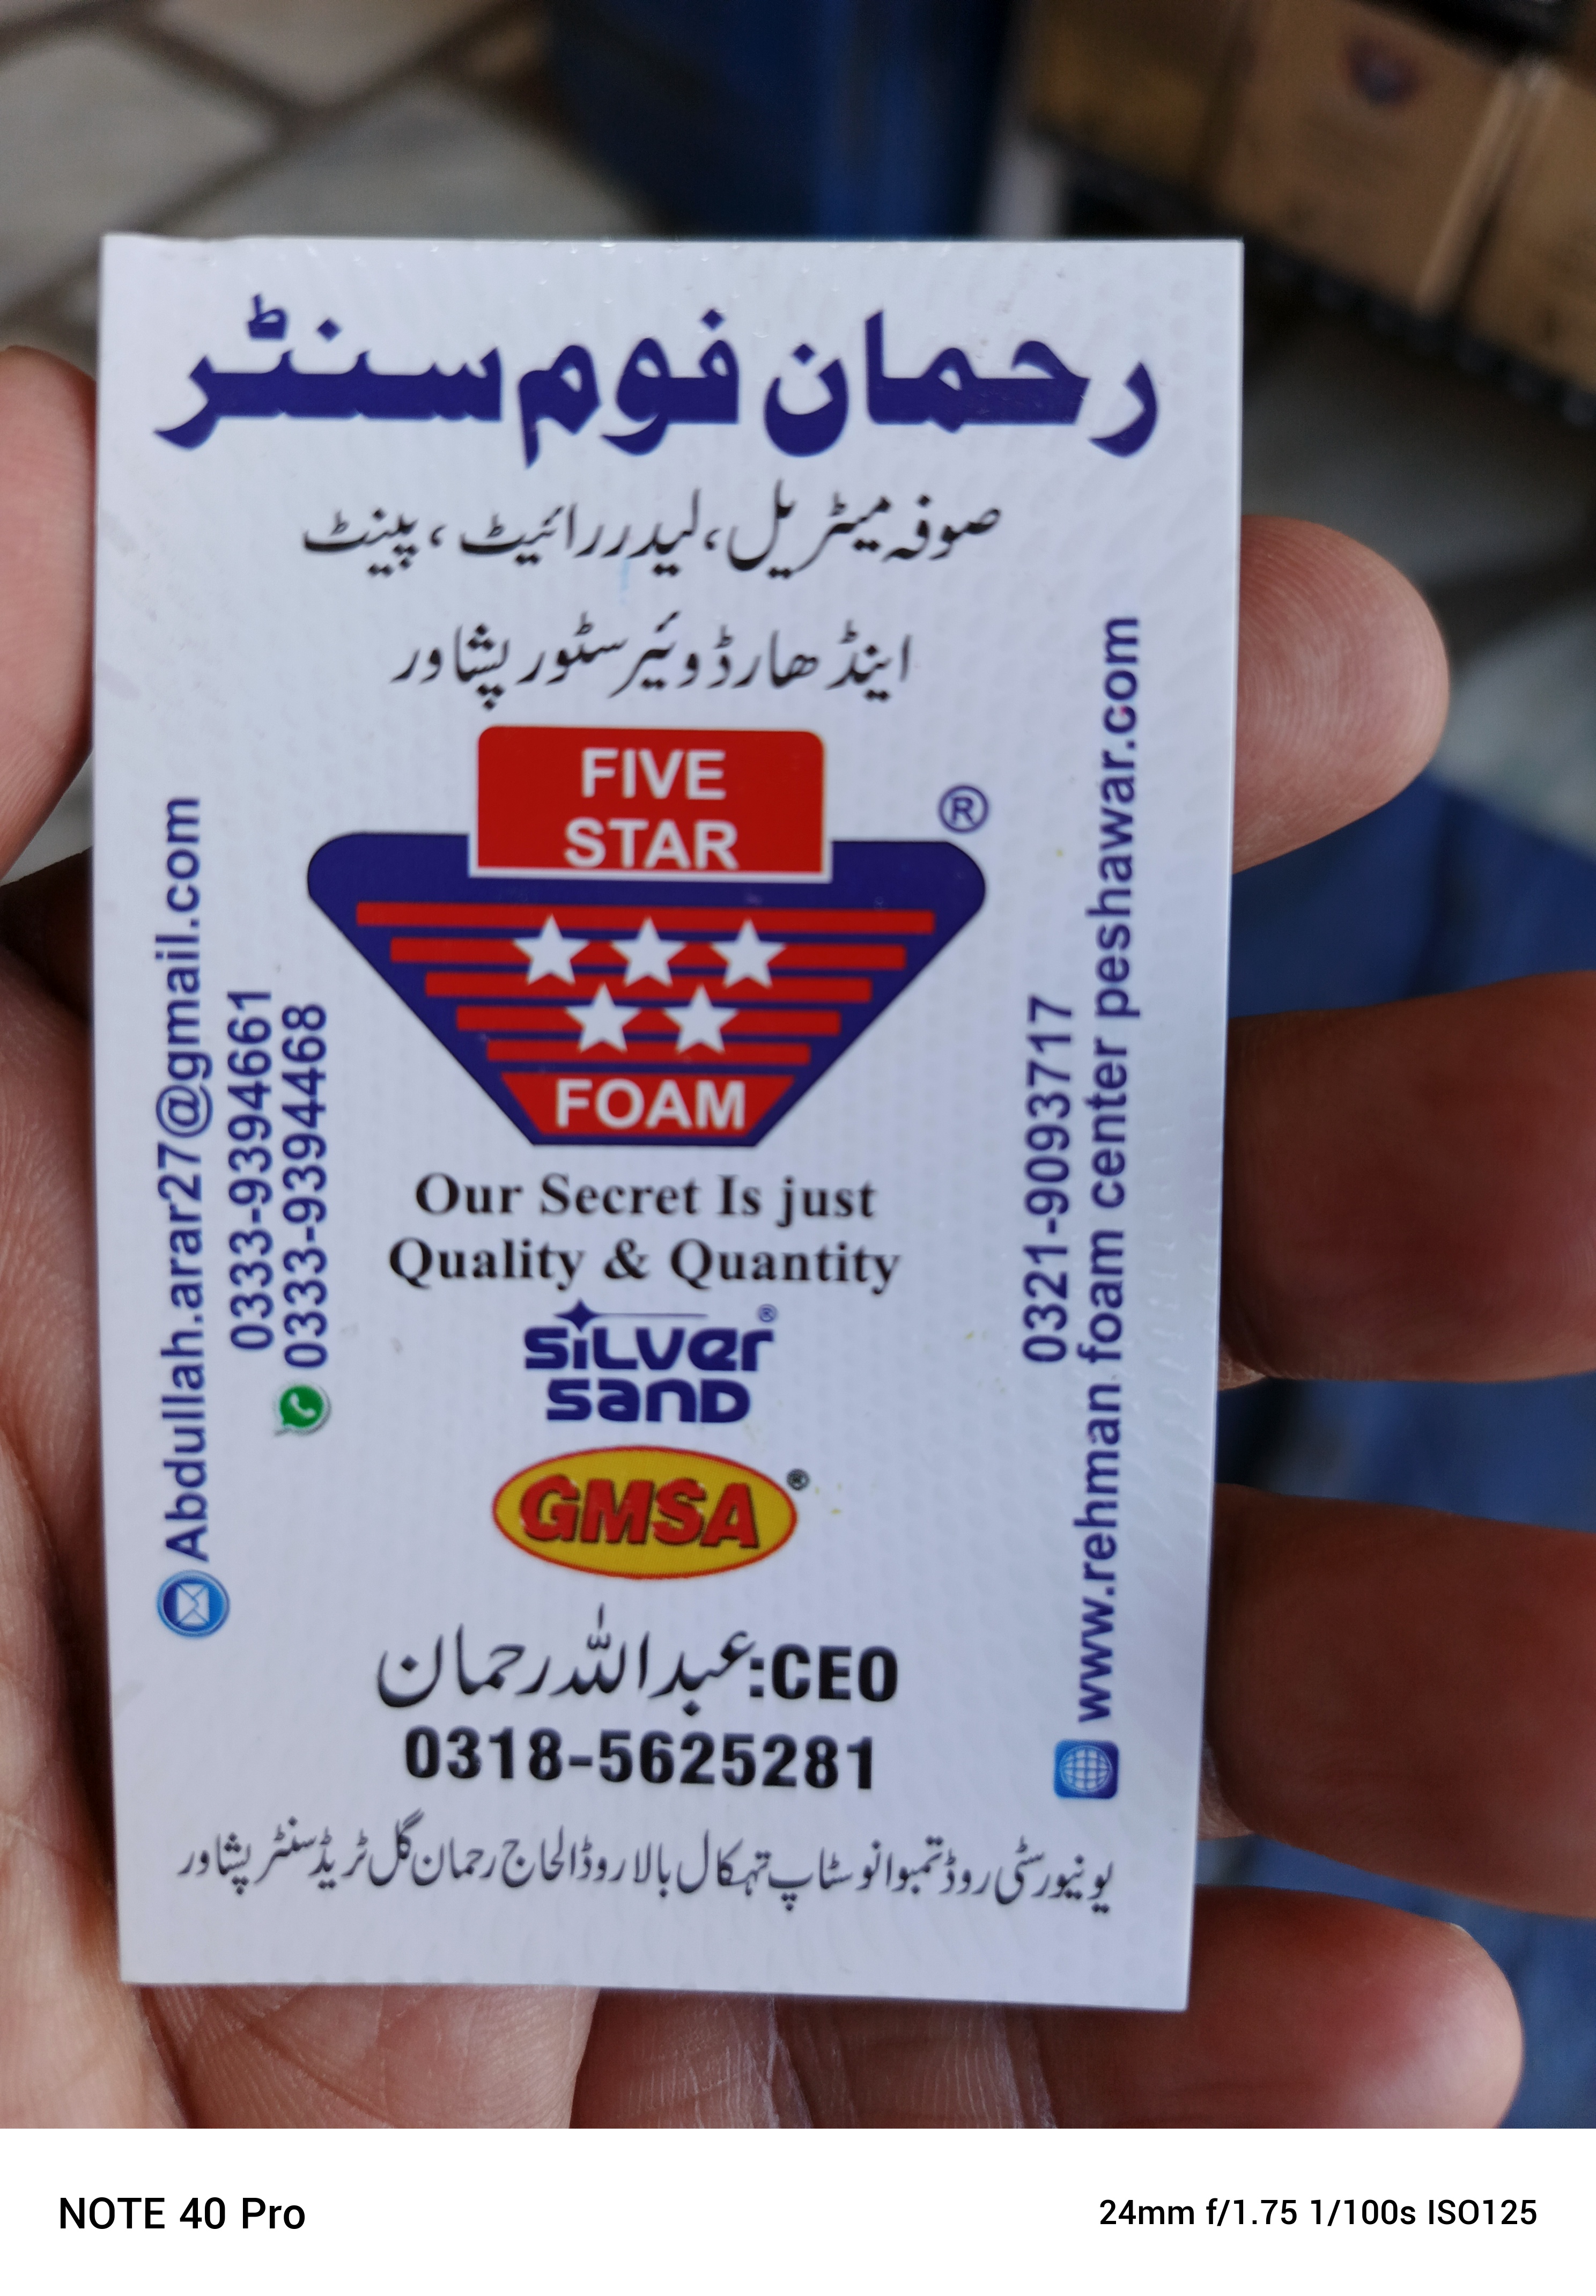 رحمان فوم سنٹر
صوفہ میٹریل، لیدر رائیٹ، پینٹ
اینڈ ھارڈوئیر سٹور پشاور
FIVE
STAR
®
FOAM
Our Secret Is just
Quality & Quantity
SILVER ®
SAND
GMSA ®
CEO: عبداللہ رحمان
0318-5625281
یونیورسٹی روڈ تمبوانو سٹاپ تہکال بالا روڈ الحاج رحمان گل ٹریڈ سنٹر پشاور
Abdullah.arar27@gmail.com
0333-9394661
0333-9394468
0321-9093717
www.rehman foam center peshawar.com
NOTE 40 Pro
24mm f/1.75 1/100s ISO125